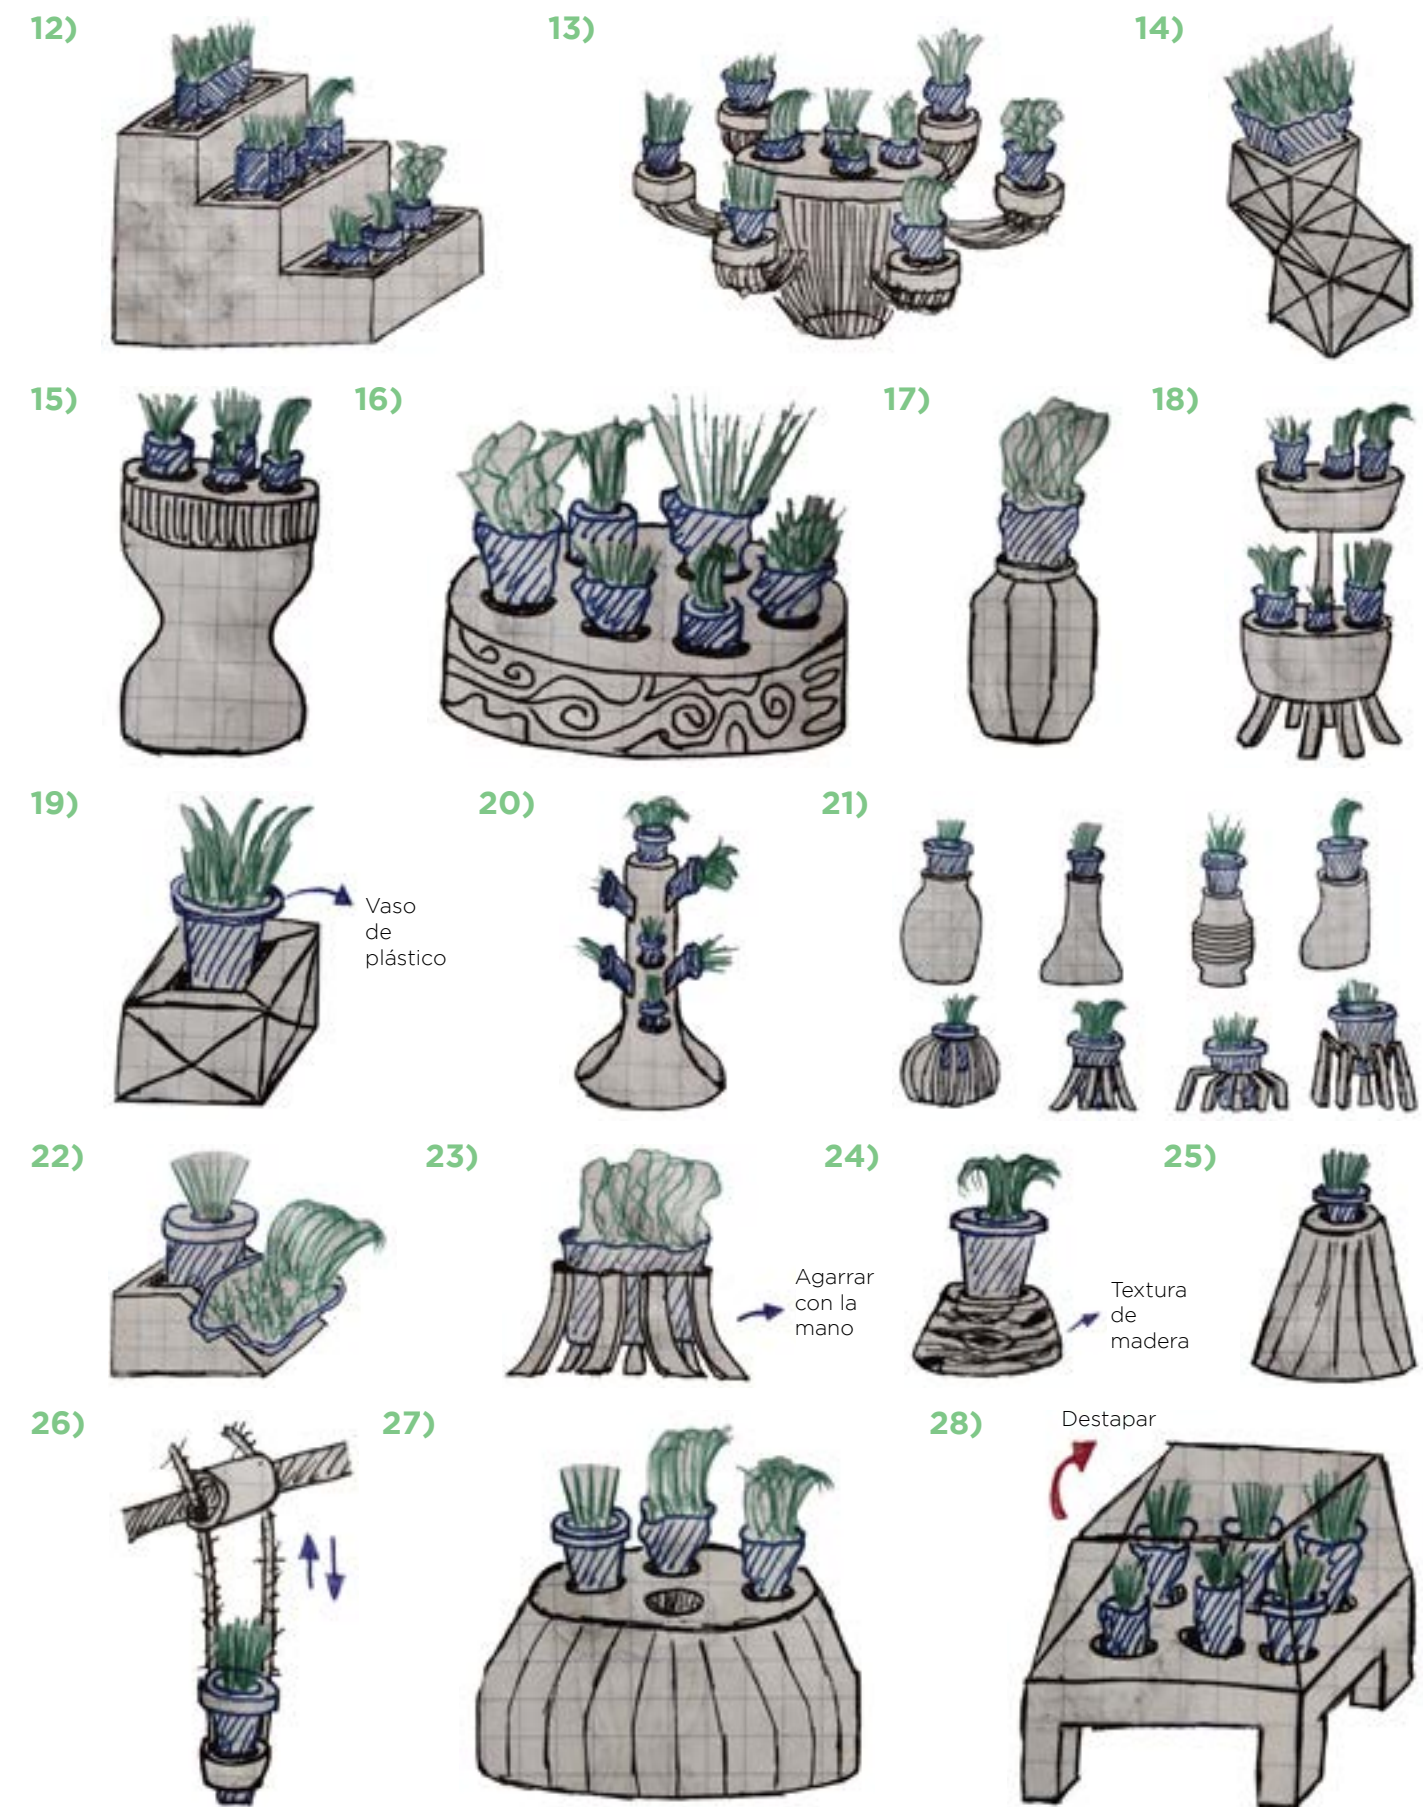 12)
13)
14)
15)
16)
17)
18)
19)
Vaso
de
plástico
20)
21)
22)
23)
Agarrar
con la
mano
24)
Textura
de
madera
25)
26)
27)
28)
Destapar